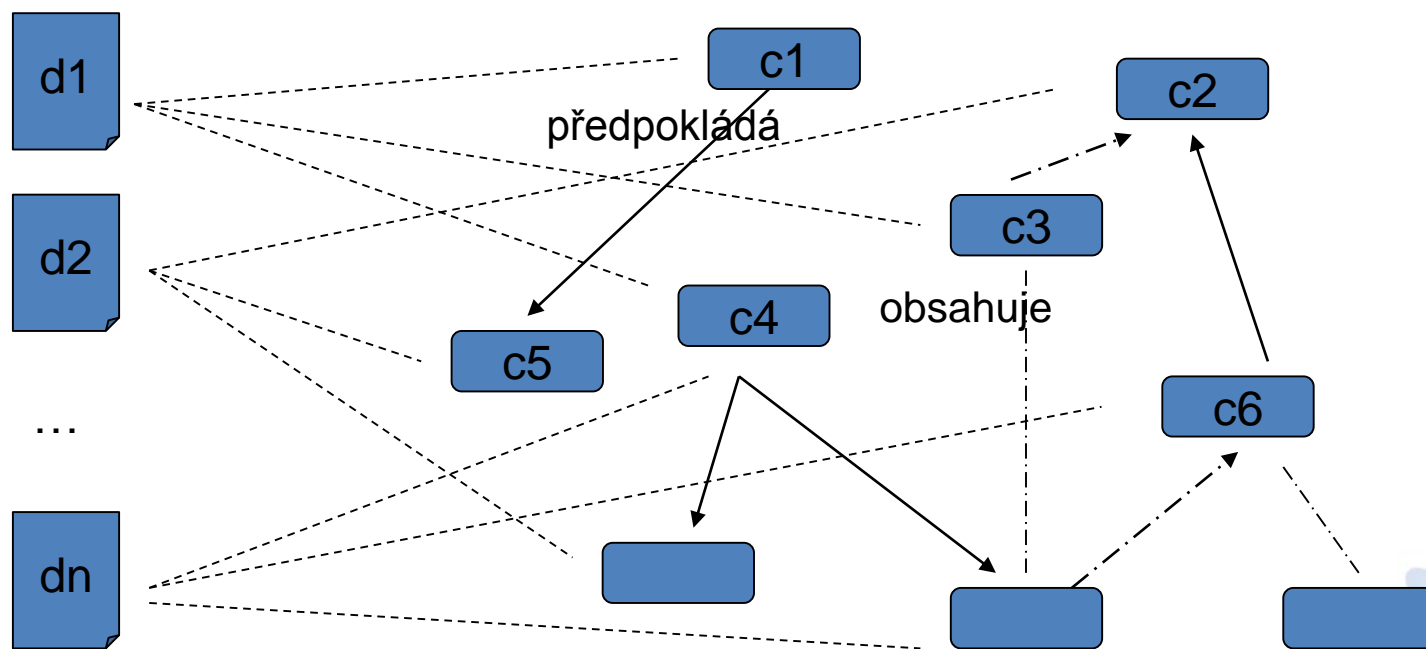 d1
c1
c2
předpokládá
d2
c3
c4
obsahuje
c5
c6
…
dn